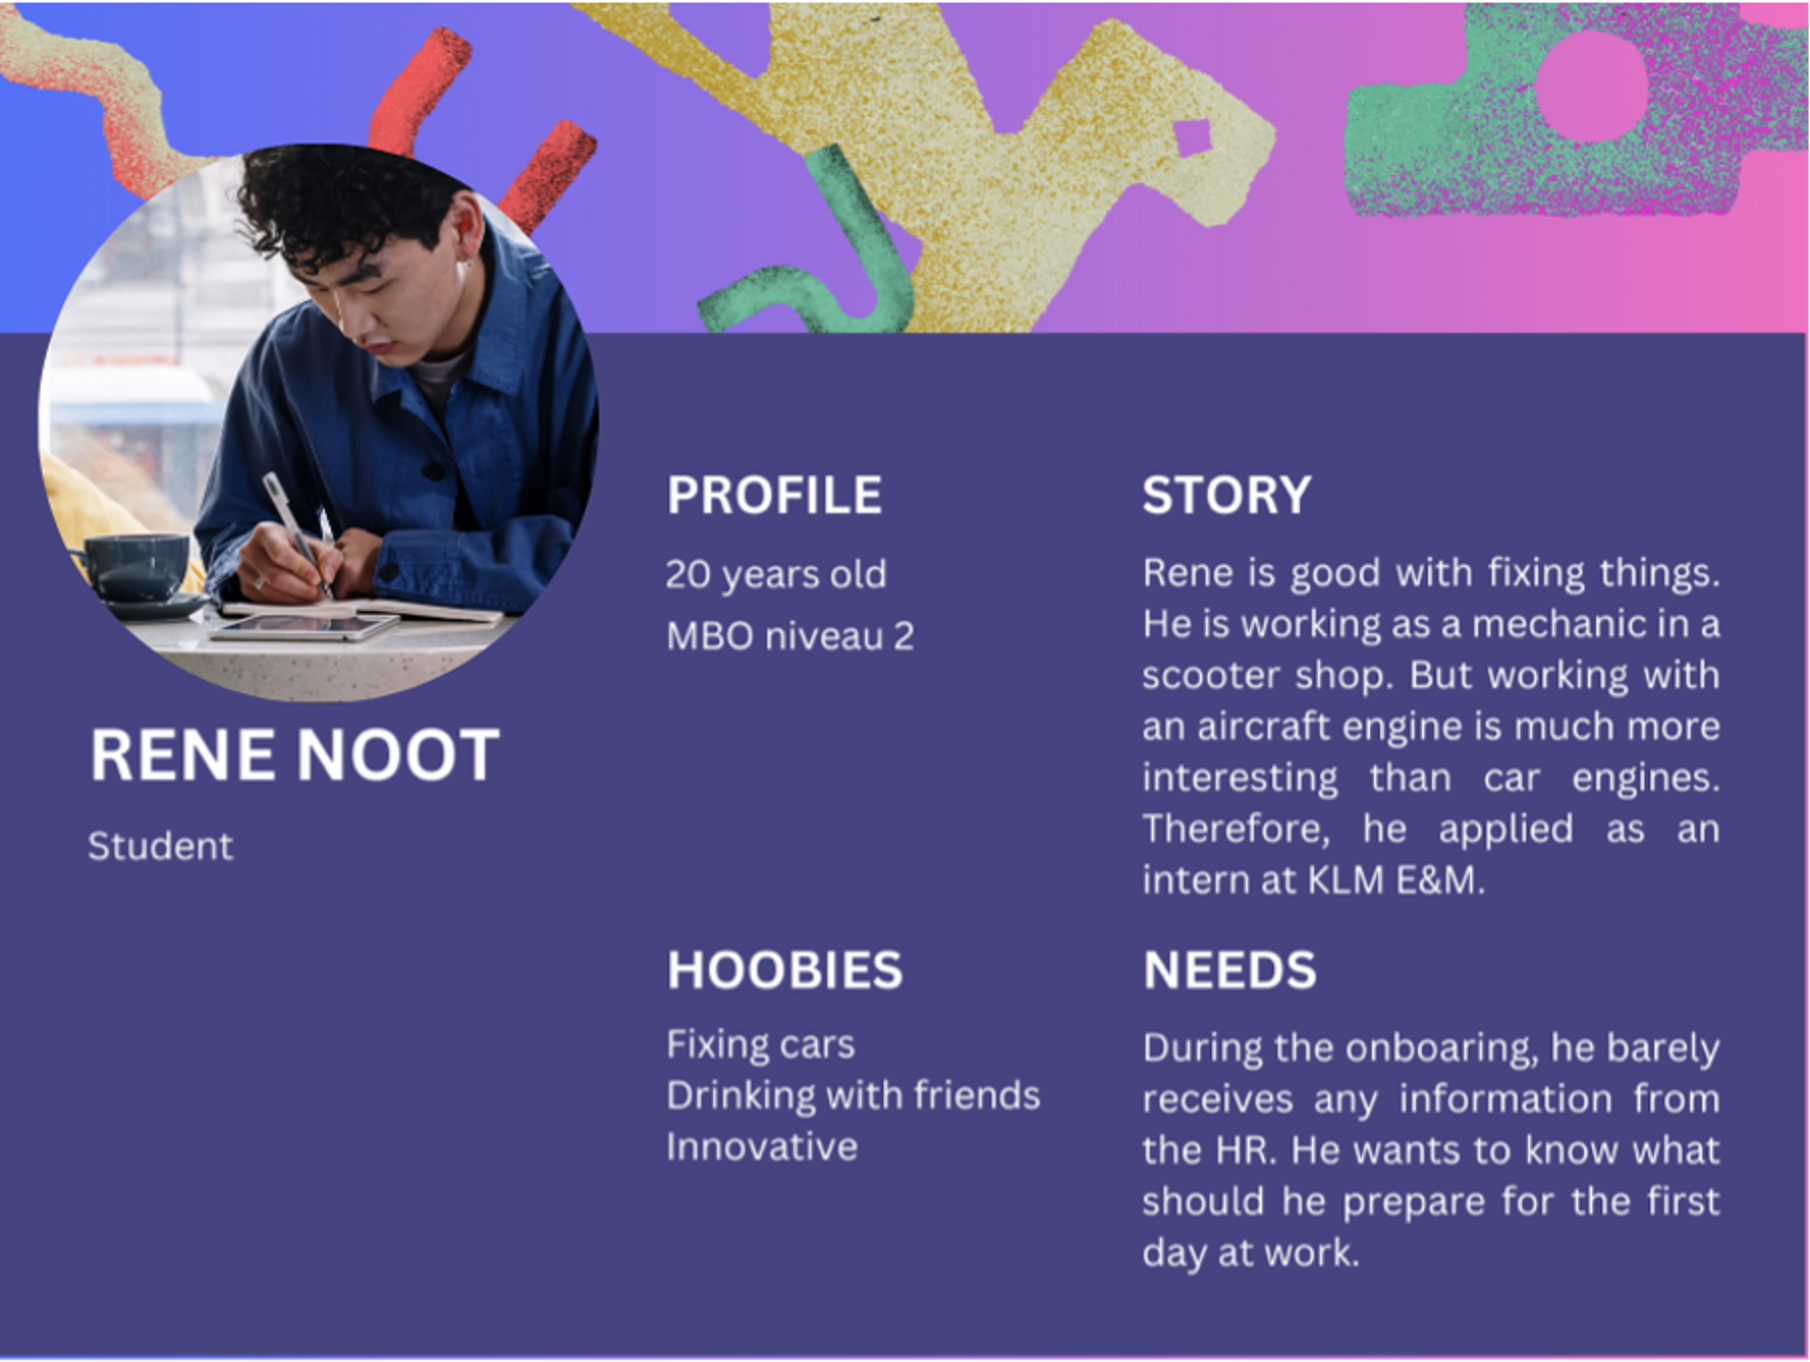 RENE NOOT
Student
PROFILE
20 years old
MBO niveau 2
STORY
Rene is good with fixing things.
He is working as a mechanic in a
scooter shop. But working with
an aircraft engine is much more
interesting than car engines.
Therefore, he applied as an
intern at KLM E&M.
HOOBIES
Fixing cars
Drinking with friends
Innovative
NEEDS
During the onboaring, he barely
receives any information from
the HR. He wants to know what
should he prepare for the first
day at work.